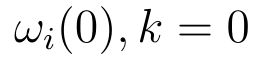 ω_i(0), k = 0